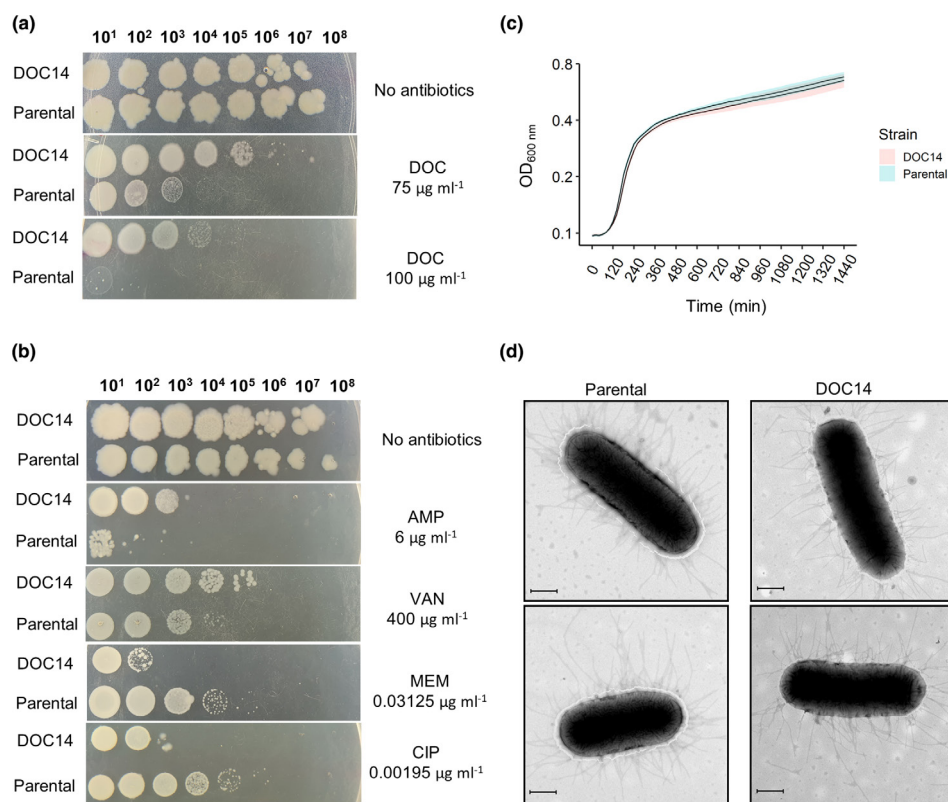 (a)
10¹ 10² 10³ 10⁴ 10⁵ 10⁶ 10⁷ 10⁸
DOC14
Parental
No antibiotics
DOC14
Parental
DOC
75 µg ml⁻¹
DOC14
Parental
DOC
100 µg ml⁻¹
(b)
10¹ 10² 10³ 10⁴ 10⁵ 10⁶ 10⁷ 10⁸
DOC14
Parental
No antibiotics
DOC14
Parental
AMP
6 µg ml⁻¹
DOC14
Parental
VAN
400 µg ml⁻¹
DOC14
Parental
MEM
0.03125 µg ml⁻¹
DOC14
Parental
CIP
0.00195 µg ml⁻¹
(c)
0.8
0.4
0.2
0.1
OD600 nm
0 120 240 360 480 600 720 840 960 1080 1200 1320 1440
Time (min)
Strain
DOC14
Parental
(d)
Parental DOC14